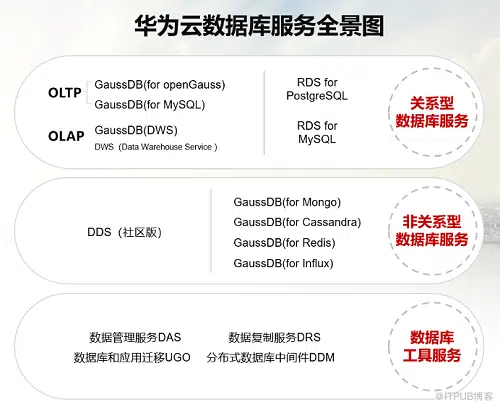 华为云数据库服务全景图
OLTP
GaussDB(for openGauss)
GaussDB(for MySQL)
OLAP
GaussDB(DWS)
DWS（Data Warehouse Service ）
RDS for
PostgreSQL
RDS for
MySQL
关系型
数据库服务
DDS（社区版）
GaussDB(for Mongo)
GaussDB(for Cassandra)
GaussDB(for Redis)
GaussDB(for Influx)
非关系型
数据库服务
数据管理服务DAS
数据复制服务DRS
数据库和应用迁移UGO
分布式数据库中间件DDM
数据库
工具服务
@ITPUB博客